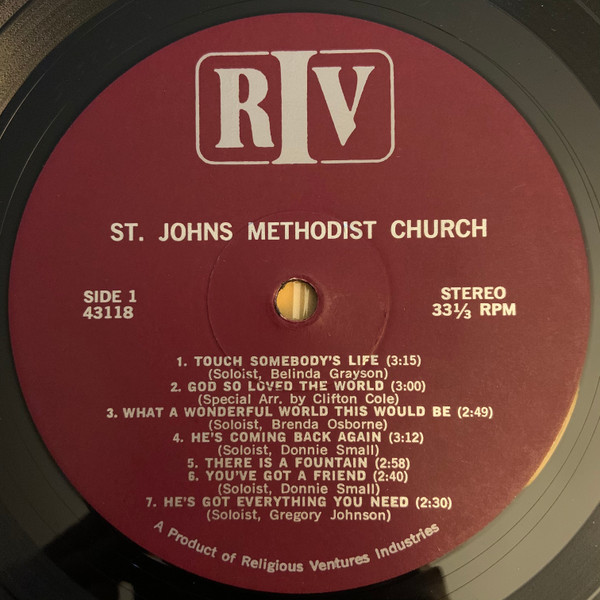 RIV
ST. JOHNS METHODIST CHURCH
SIDE 1
43118
STEREO
33⅓ RPM
1. TOUCH SOMEBODY'S LIFE (3:15)
(Soloist, Belinda Grayson)
2. GOD SO LOVED THE WORLD (3:00)
(Special Arr. by Clifton Cole)
3. WHAT A WONDERFUL WORLD THIS WOULD BE (2:49)
(Soloist, Brenda Osborne)
4. HE'S COMING BACK AGAIN (3:12)
(Soloist, Donnie Small)
5. THERE IS A FOUNTAIN (2:58)
6. YOU'VE GOT A FRIEND (2:40)
(Soloist, Donnie Small)
7. HE'S GOT EVERYTHING YOU NEED (2:30)
(Soloist, Gregory Johnson)
A Product of Religious Ventures Industries